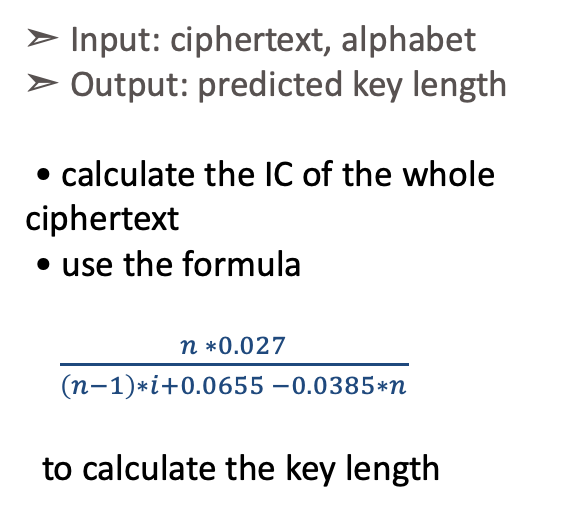 ➢ Input: ciphertext, alphabet
➢ Output: predicted key length
• calculate the IC of the whole
ciphertext
• use the formula
n *0.027
(n−1)*i+0.0655 −0.0385*n
to calculate the key length